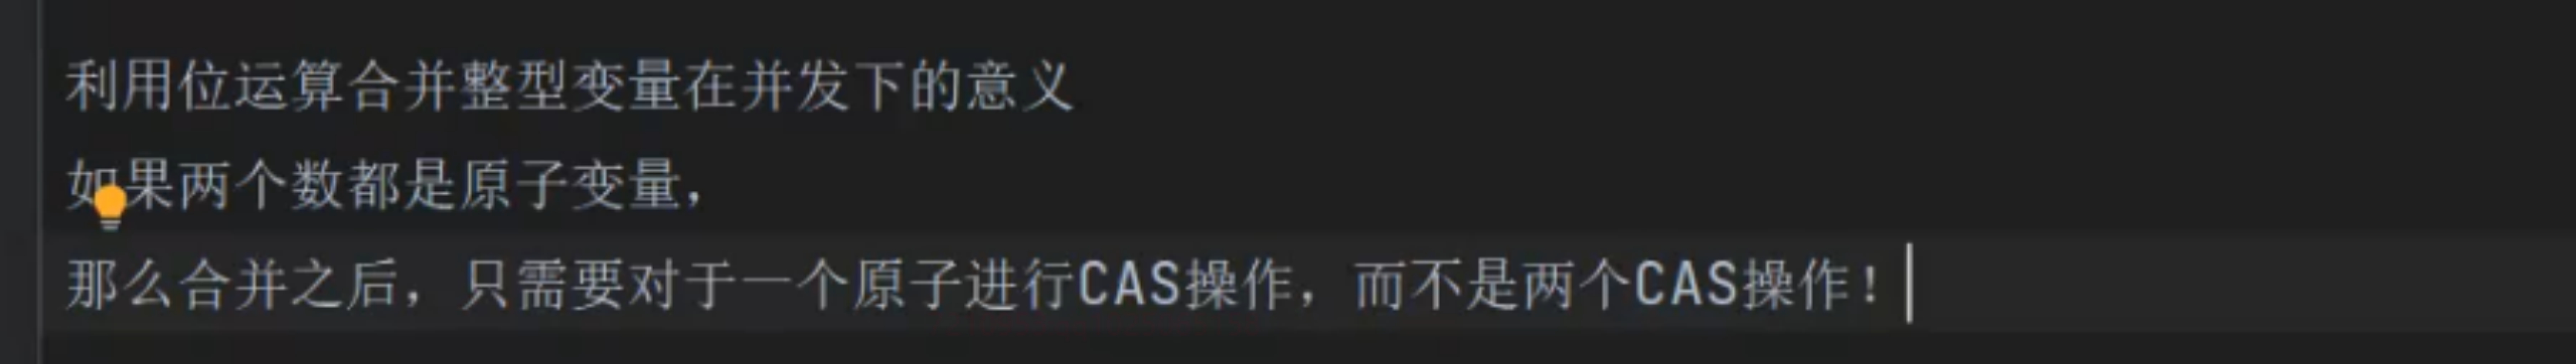 利用位运算合并整型变量在并发下的意义
如果两个数都是原子变量，
那么合并之后，只需要对于一个原子进行CAS操作，而不是两个CAS操作！